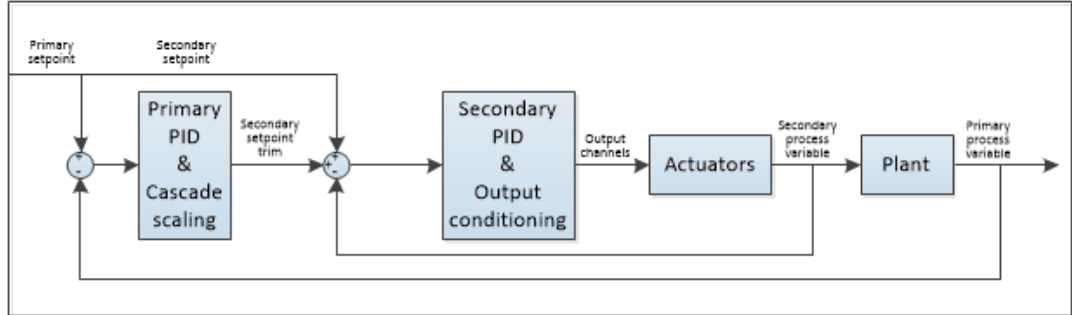 Primary
setpoint
Secondary
setpoint
Primary
PID
&
Cascade
scaling
Secondary
setpoint
trim
Secondary
PID
&
Output
conditioning
Output
channels
Actuators
Secondary
process
variable
Plant
Primary
process
variable
+
-
+
+
-